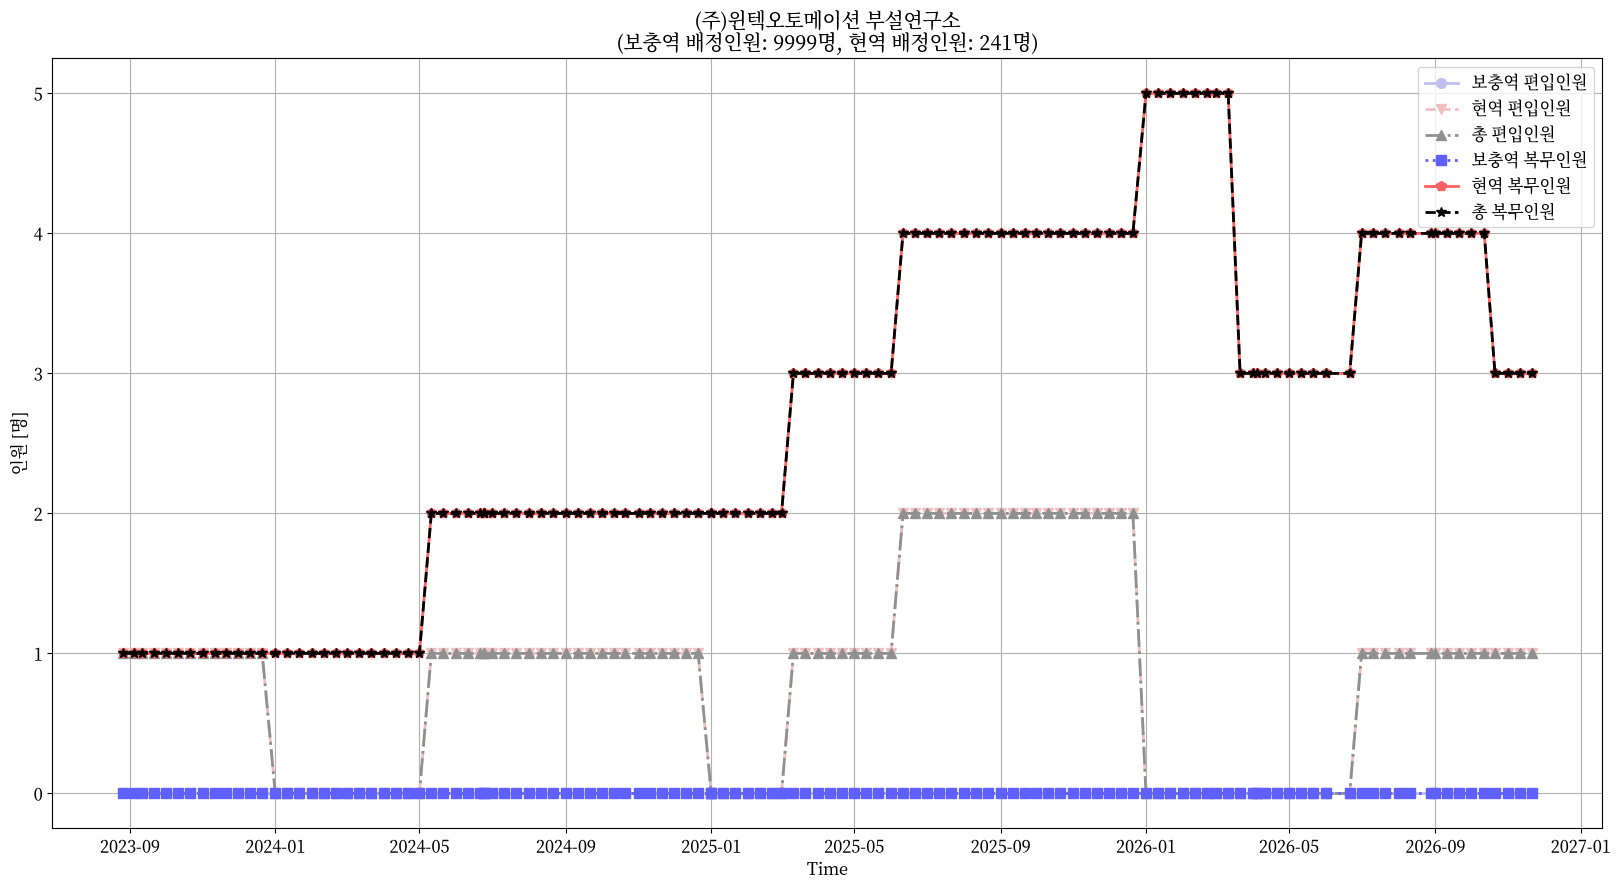 (주)윈텍오토메이션 부설연구소
(보충역 배정인원: 9999명, 현역 배정인원: 241명)
보충역 편입인원
현역 편입인원
총 편입인원
보충역 복무인원
현역 복무인원
총 복무인원
5
4
3
2
1
0
인원 [명]
2023-09
2024-01
2024-05
2024-09
2025-01
2025-05
2025-09
2026-01
2026-05
2026-09
2027-01
Time